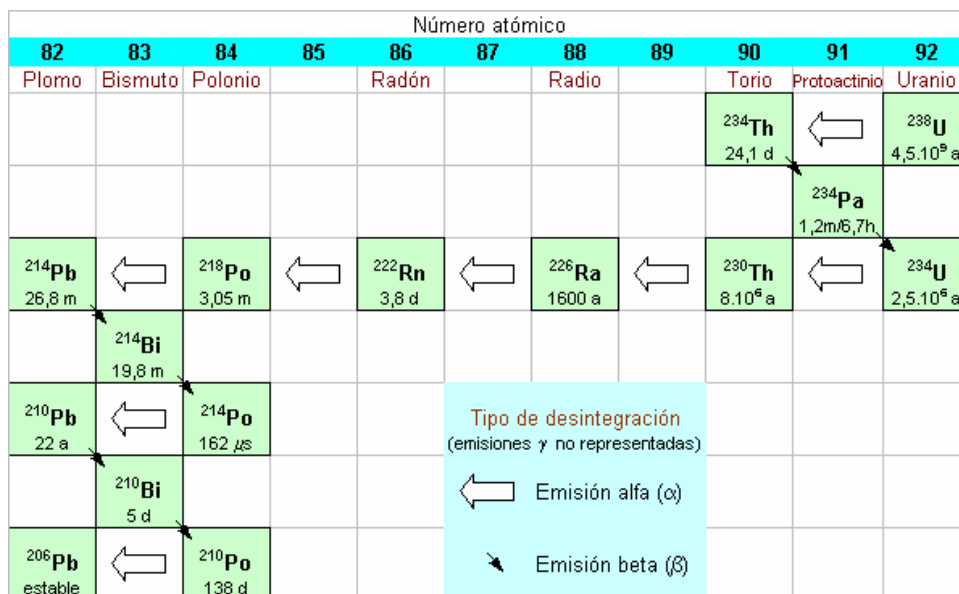 Número atómico
82 83 84 85 86 87 88 89 90 91 92
Plomo Bismuto Polonio Radón Radio Torio Protoactinio Uranio
²³⁴Th ²³⁸U
24,1 d 4,5.10⁹ a
²³⁴Pa
1,2m/6,7h
²¹⁴Pb ²¹⁸Po ²²²Rn ²²⁶Ra ²³⁰Th ²³⁴U
26,8 m 3,05 m 3,8 d 1600 a 8.10⁶ a 2,5.10⁶ a
²¹⁴Bi
19,8 m
²¹⁰Pb ²¹⁴Po
22 a 162 µs
²¹⁰Bi
5 d
²⁰⁶Pb ²¹⁰Po
estable 138 d
Tipo de desintegración
(emisiones γ no representadas)
Emisión alfa (α)
Emisión beta (β)